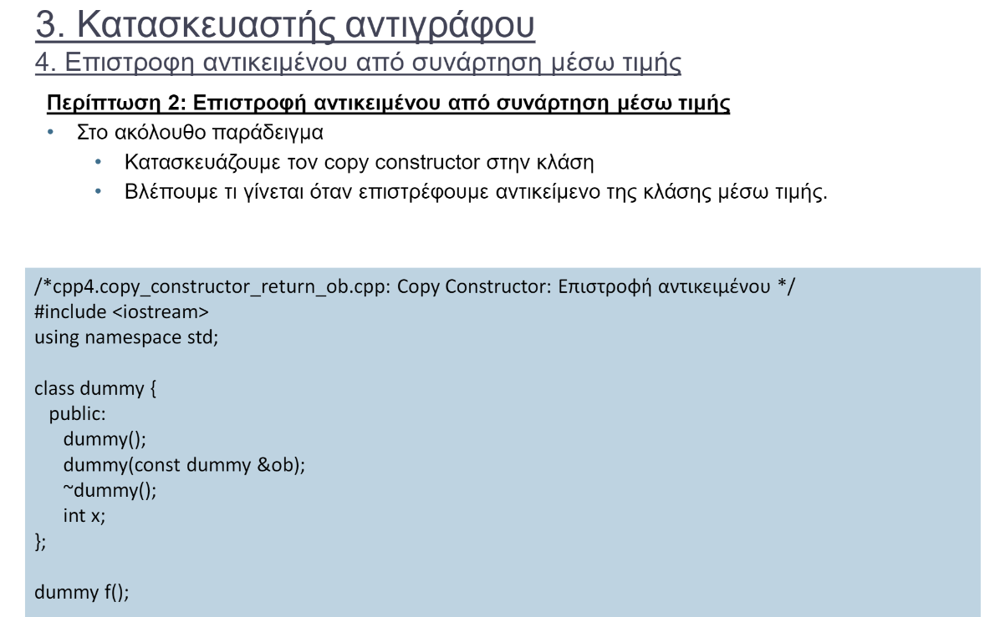 3. Κατασκευαστής αντιγράφου
4. Επιστροφη αντικειμένου από συνάρτηση μέσω τιμής
Περίπτωση 2: Επιστροφή αντικειμένου από συνάρτηση μέσω τιμής
• Στο ακόλουθο παράδειγμα
• Κατασκευάζουμε τον copy constructor στην κλάση
• Βλέπουμε τι γίνεται όταν επιστρέφουμε αντικείμενο της κλάσης μέσω τιμής.
/*cpp4.copy_constructor_return_ob.cpp: Copy Constructor: Επιστροφή αντικειμένου */
#include <iostream>
using namespace std;
class dummy {
public:
dummy();
dummy(const dummy &ob);
~dummy();
int x;
};
dummy f();